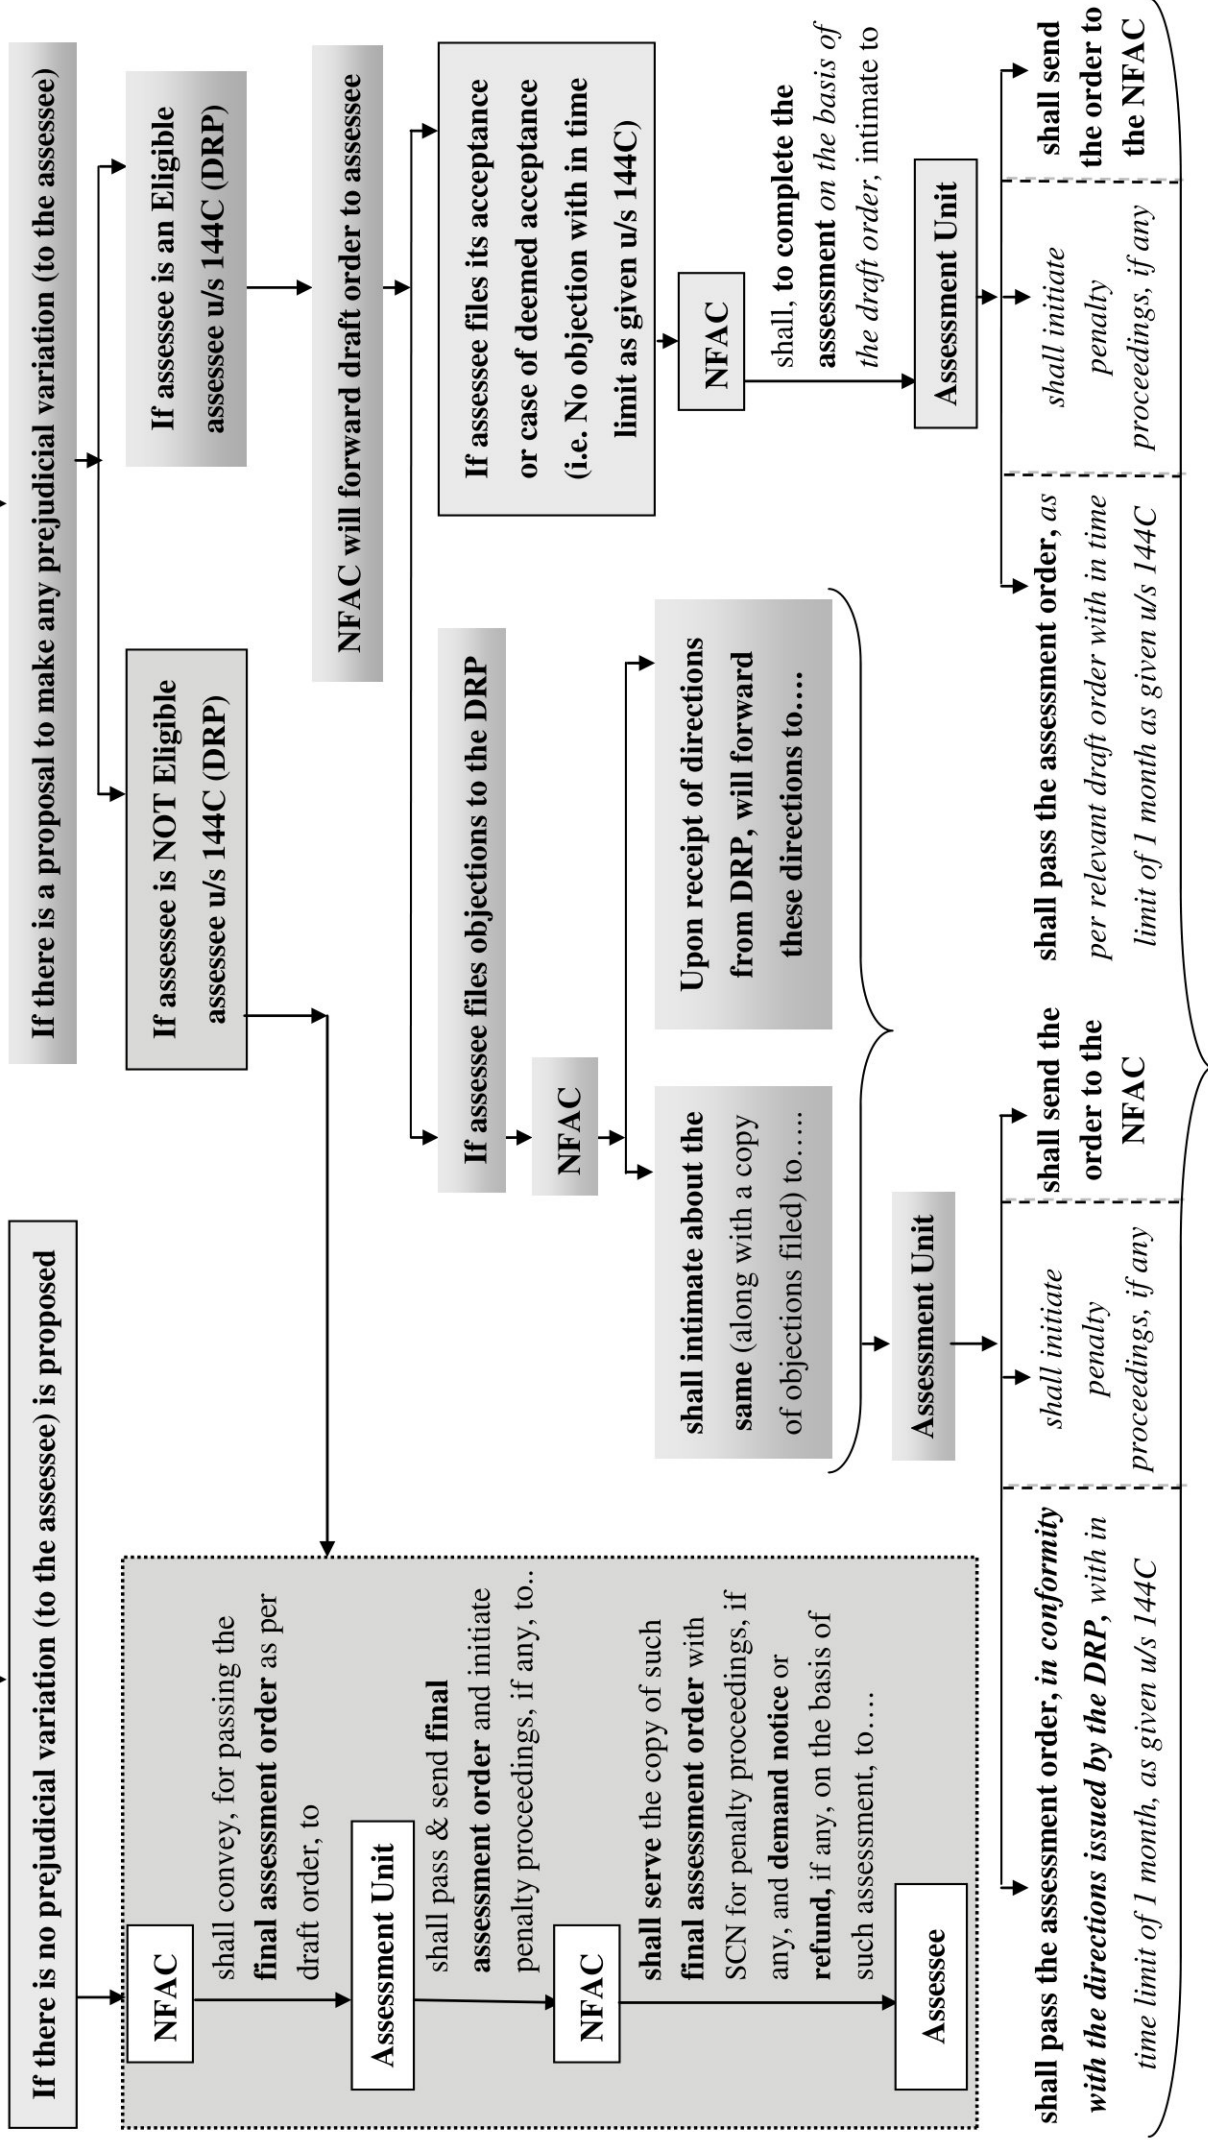 If there is no prejudicial variation (to the assessee) is proposed
NFAC
shall convey, for passing the
final assessment order as per
draft order, to
Assessment Unit
shall pass & send final
assessment order and initiate
penalty proceedings, if any, to..
NFAC
shall serve the copy of such
final assessment order with
SCN for penalty proceedings, if
any, and demand notice or
refund, if any, on the basis of
such assessment, to….
Assessee
If there is a proposal to make any prejudicial variation (to the assessee)
If assessee is NOT Eligible
assessee u/s 144C (DRP)
If assessee is an Eligible
assessee u/s 144C (DRP)
NFAC will forward draft order to assessee
If assessee files objections to the DRP
NFAC
shall intimate about the
same (along with a copy
of objections filed) to…..
Upon receipt of directions
from DRP, will forward
these directions to….
Assessment Unit
shall pass the assessment order, in conformity
with the directions issued by the DRP, with in
time limit of 1 month, as given u/s 144C
shall initiate
penalty
proceedings, if any
shall send the
order to the
NFAC
If assessee files its acceptance
or case of deemed acceptance
(i.e. No objection with in time
limit as given u/s 144C)
NFAC
shall, to complete the
assessment on the basis of
the draft order, intimate to
Assessment Unit
shall pass the assessment order, as
per relevant draft order with in time
limit of 1 month as given u/s 144C
shall initiate
penalty
proceedings, if any
shall send
the order to
the NFAC